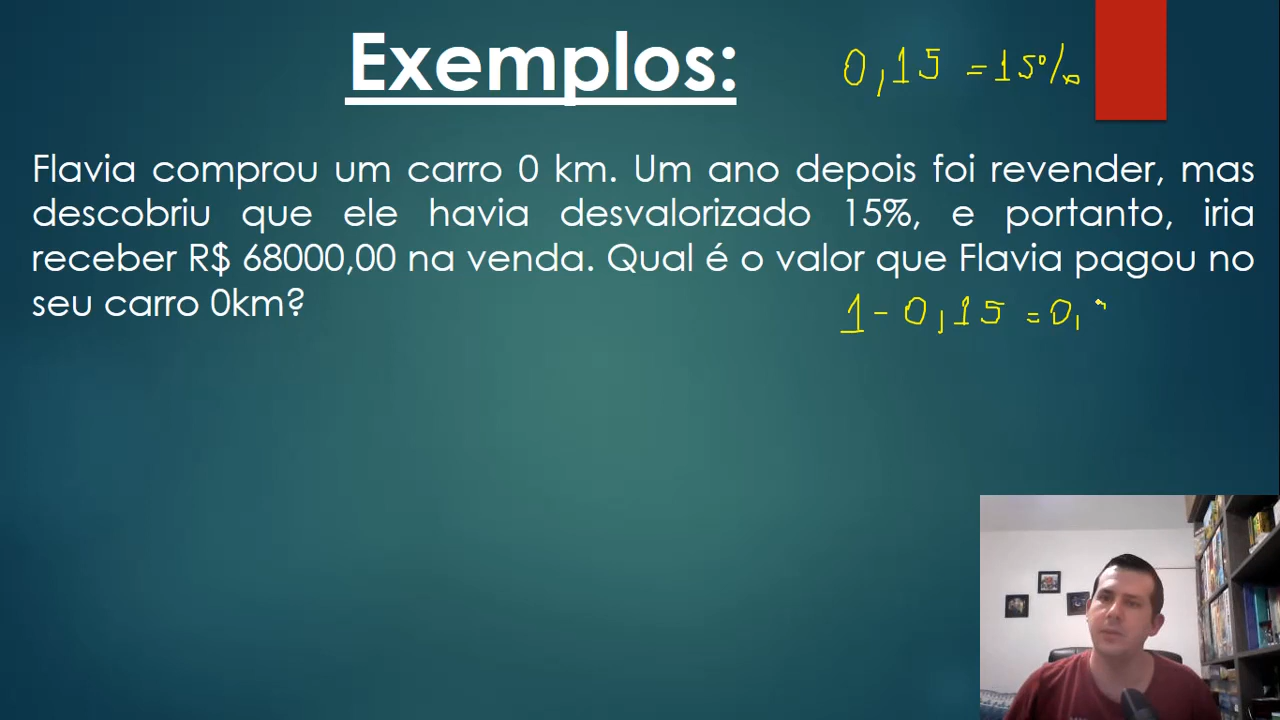 Exemplos:
0,15 = 15%
Flavia comprou um carro 0 km. Um ano depois foi revender, mas
descobriu que ele havia desvalorizado 15%, e portanto, iria
receber R$ 68000,00 na venda. Qual é o valor que Flavia pagou no
seu carro 0km?
1 - 0,15 = 0,